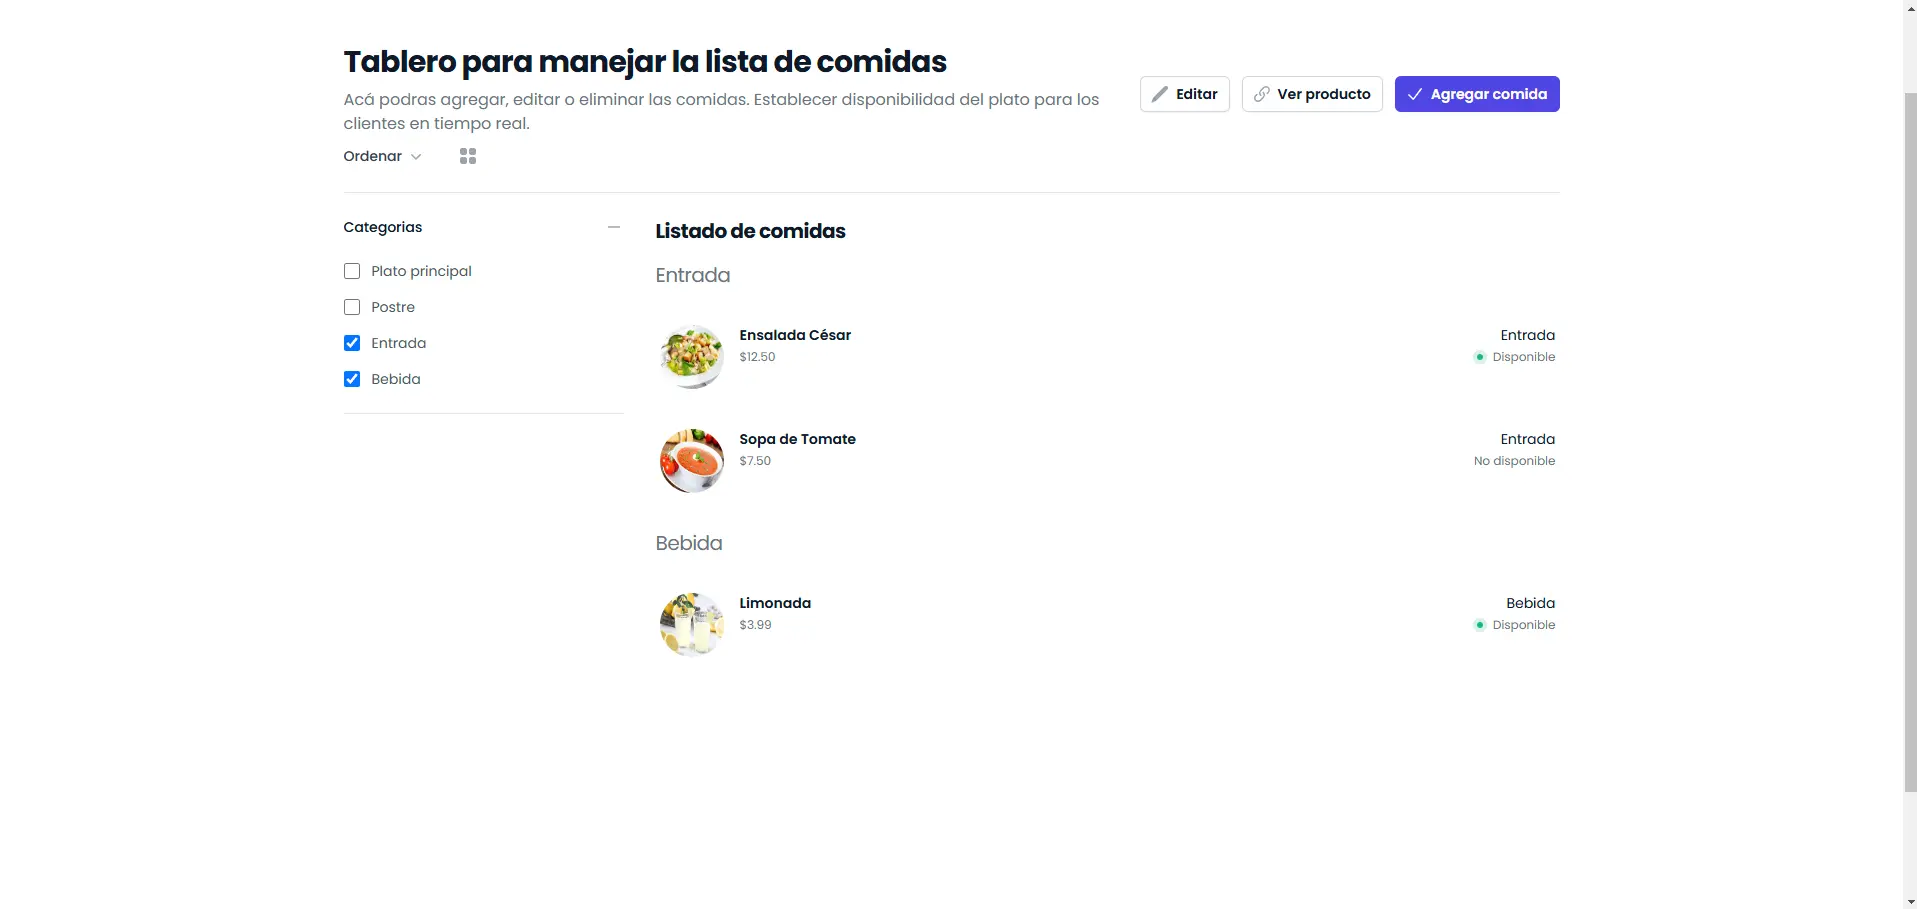 Tablero para manejar la lista de comidas
Acá podras agregar, editar o eliminar las comidas. Establecer disponibilidad del plato para los
clientes en tiempo real.
Editar
Ver producto
Agregar comida
Ordenar
Categorias
Plato principal
Postre
Entrada
Bebida
Listado de comidas
Entrada
Ensalada César
$12.50
Entrada
Disponible
Sopa de Tomate
$7.50
Entrada
No disponible
Bebida
Limonada
$3.99
Bebida
Disponible